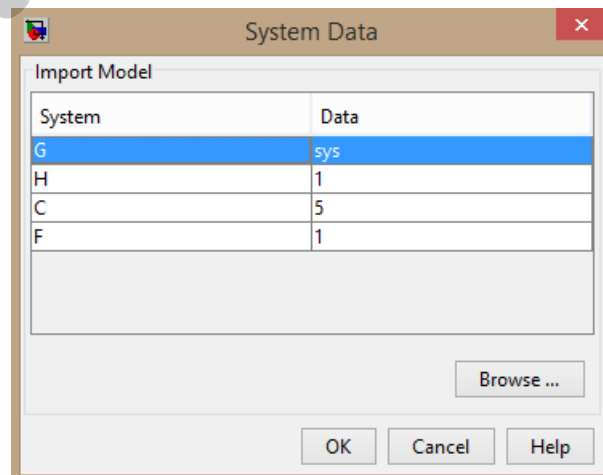 System Data
Import Model
System Data
G sys
H 1
C 5
F 1
Browse ...
OK Cancel Help